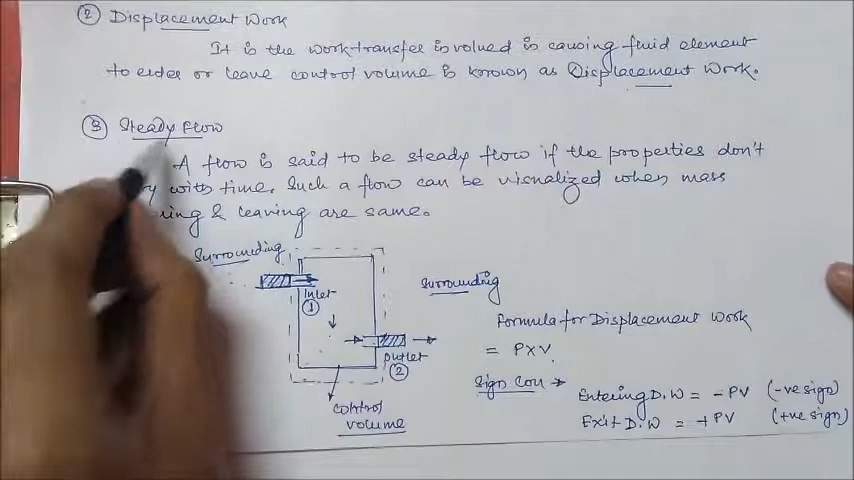 ② Displacement Work
It is the work transfer involued is causing fluid element
to enter or leave control volume is known as Displacement Work.
③ Steady Flow
A flow is said to be steady flow if the properties don't
with time. Such a flow can be visualized when mass
& leaving are same.
Surrounding
Surrounding
Inlet
①
outlet
②
Control
volume
Formula for Displacement Work
= P×V.
Sign Con →
Entering D.W = -PV (-ve sign)
Exit D.W = +PV (+ve sign)